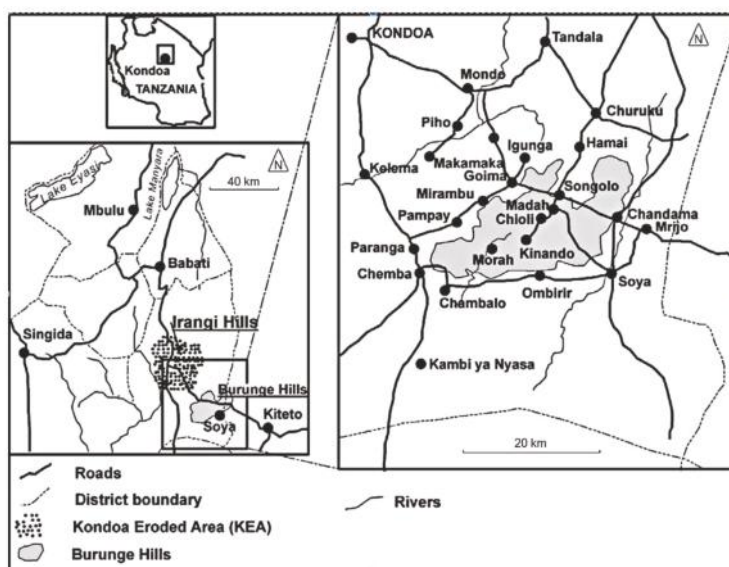 Kondoa
TANZANIA
N
40 km
Lake Eyasi
Lake Manyara
Mbulu
Babati
Singida
Irangi Hills
Burunge Hills
Soya
Kiteto
N
KONDOA
Tandala
Mondo
Churuku
Piho
Igunga
Hamai
Kelema
Makamaka
Goima
Songolo
Mirambu
Madah
Chandama
Pampay
Chioli
Mrijo
Paranga
Morah
Kinando
Chemba
Soya
Chambalo
Ombirir
Kambi ya Nyasa
20 km
Roads
District boundary
Rivers
Kondoa Eroded Area (KEA)
Burunge Hills